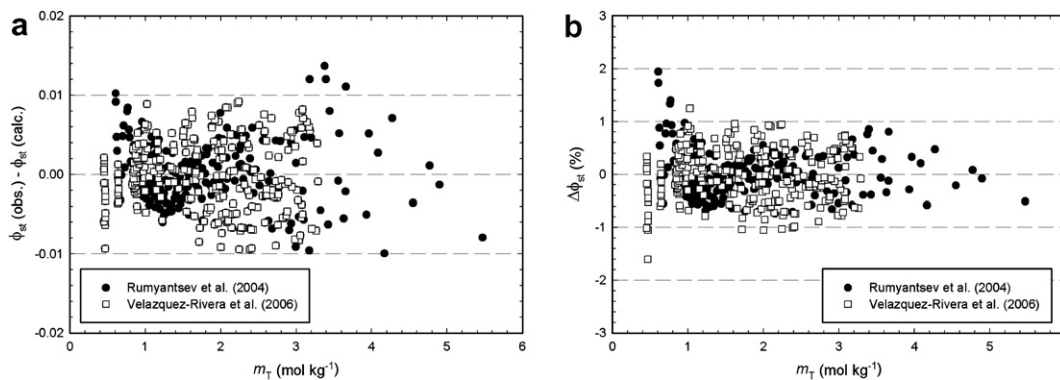 a
0.02
0.01
0.00
-0.01
-0.02
ϕst (obs.) - ϕst (calc.)
0 1 2 3 4 5 6
mT (mol kg-1)
Rumyantsev et al. (2004)
Velazquez-Rivera et al. (2006)
b
3
2
1
0
-1
-2
-3
Δϕst (%)
0 1 2 3 4 5
mT (mol kg-1)
Rumyantsev et al. (2004)
Velazquez-Rivera et al. (2006)